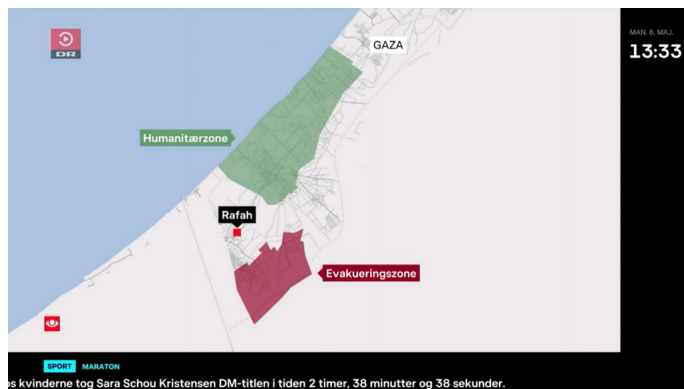 DR
GAZA
MAN. 6. MAJ.
13:33
Humanitærzone
Rafah
Evakueringszone
SPORT MARATON
kvinderne tog Sara Schou Kristensen DM-titlen i tiden 2 timer, 38 minutter og 38 sekunder.